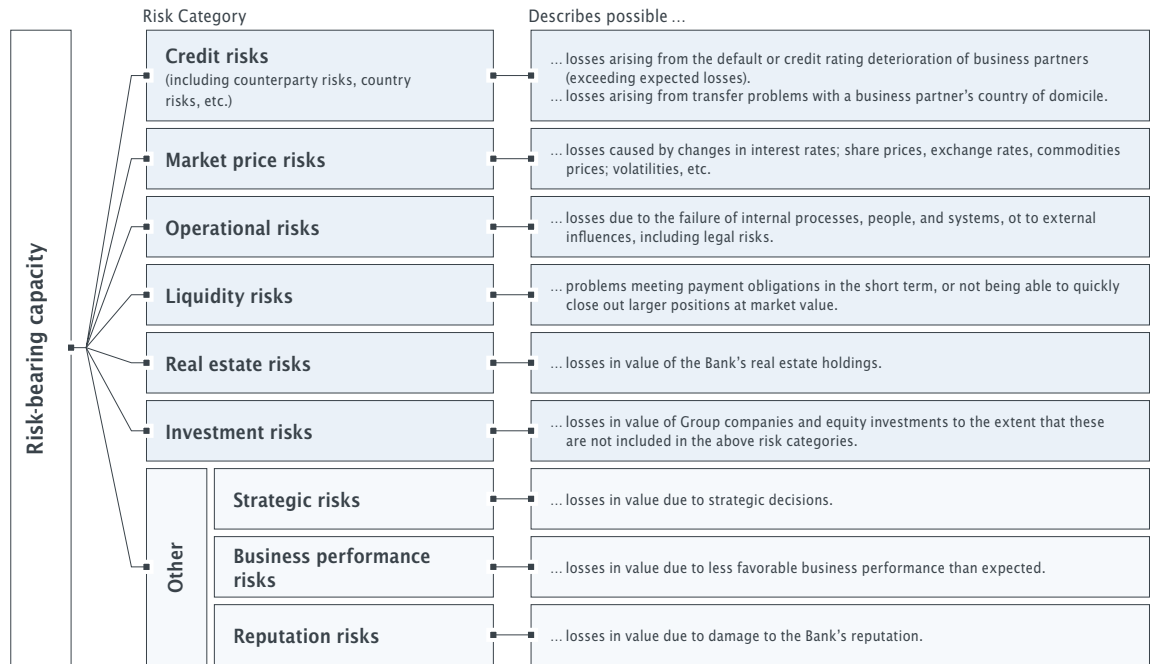 Risk Category
Describes possible ...
Risk-bearing capacity
Credit risks
(including counterparty risks, country
risks, etc.)
... losses arising from the default or credit rating deterioration of business partners
(exceeding expected losses).
... losses arising from transfer problems with a business partner's country of domicile.
Market price risks
... losses caused by changes in interest rates; share prices, exchange rates, commodities
prices; volatilities, etc.
Operational risks
... losses due to the failure of internal processes, people, and systems, ot to external
influences, including legal risks.
Liquidity risks
... problems meeting payment obligations in the short term, or not being able to quickly
close out larger positions at market value.
Real estate risks
... losses in value of the Bank's real estate holdings.
Investment risks
... losses in value of Group companies and equity investments to the extent that these
are not included in the above risk categories.
Other
Strategic risks
... losses in value due to strategic decisions.
Business performance
risks
... losses in value due to less favorable business performance than expected.
Reputation risks
... losses in value due to damage to the Bank's reputation.